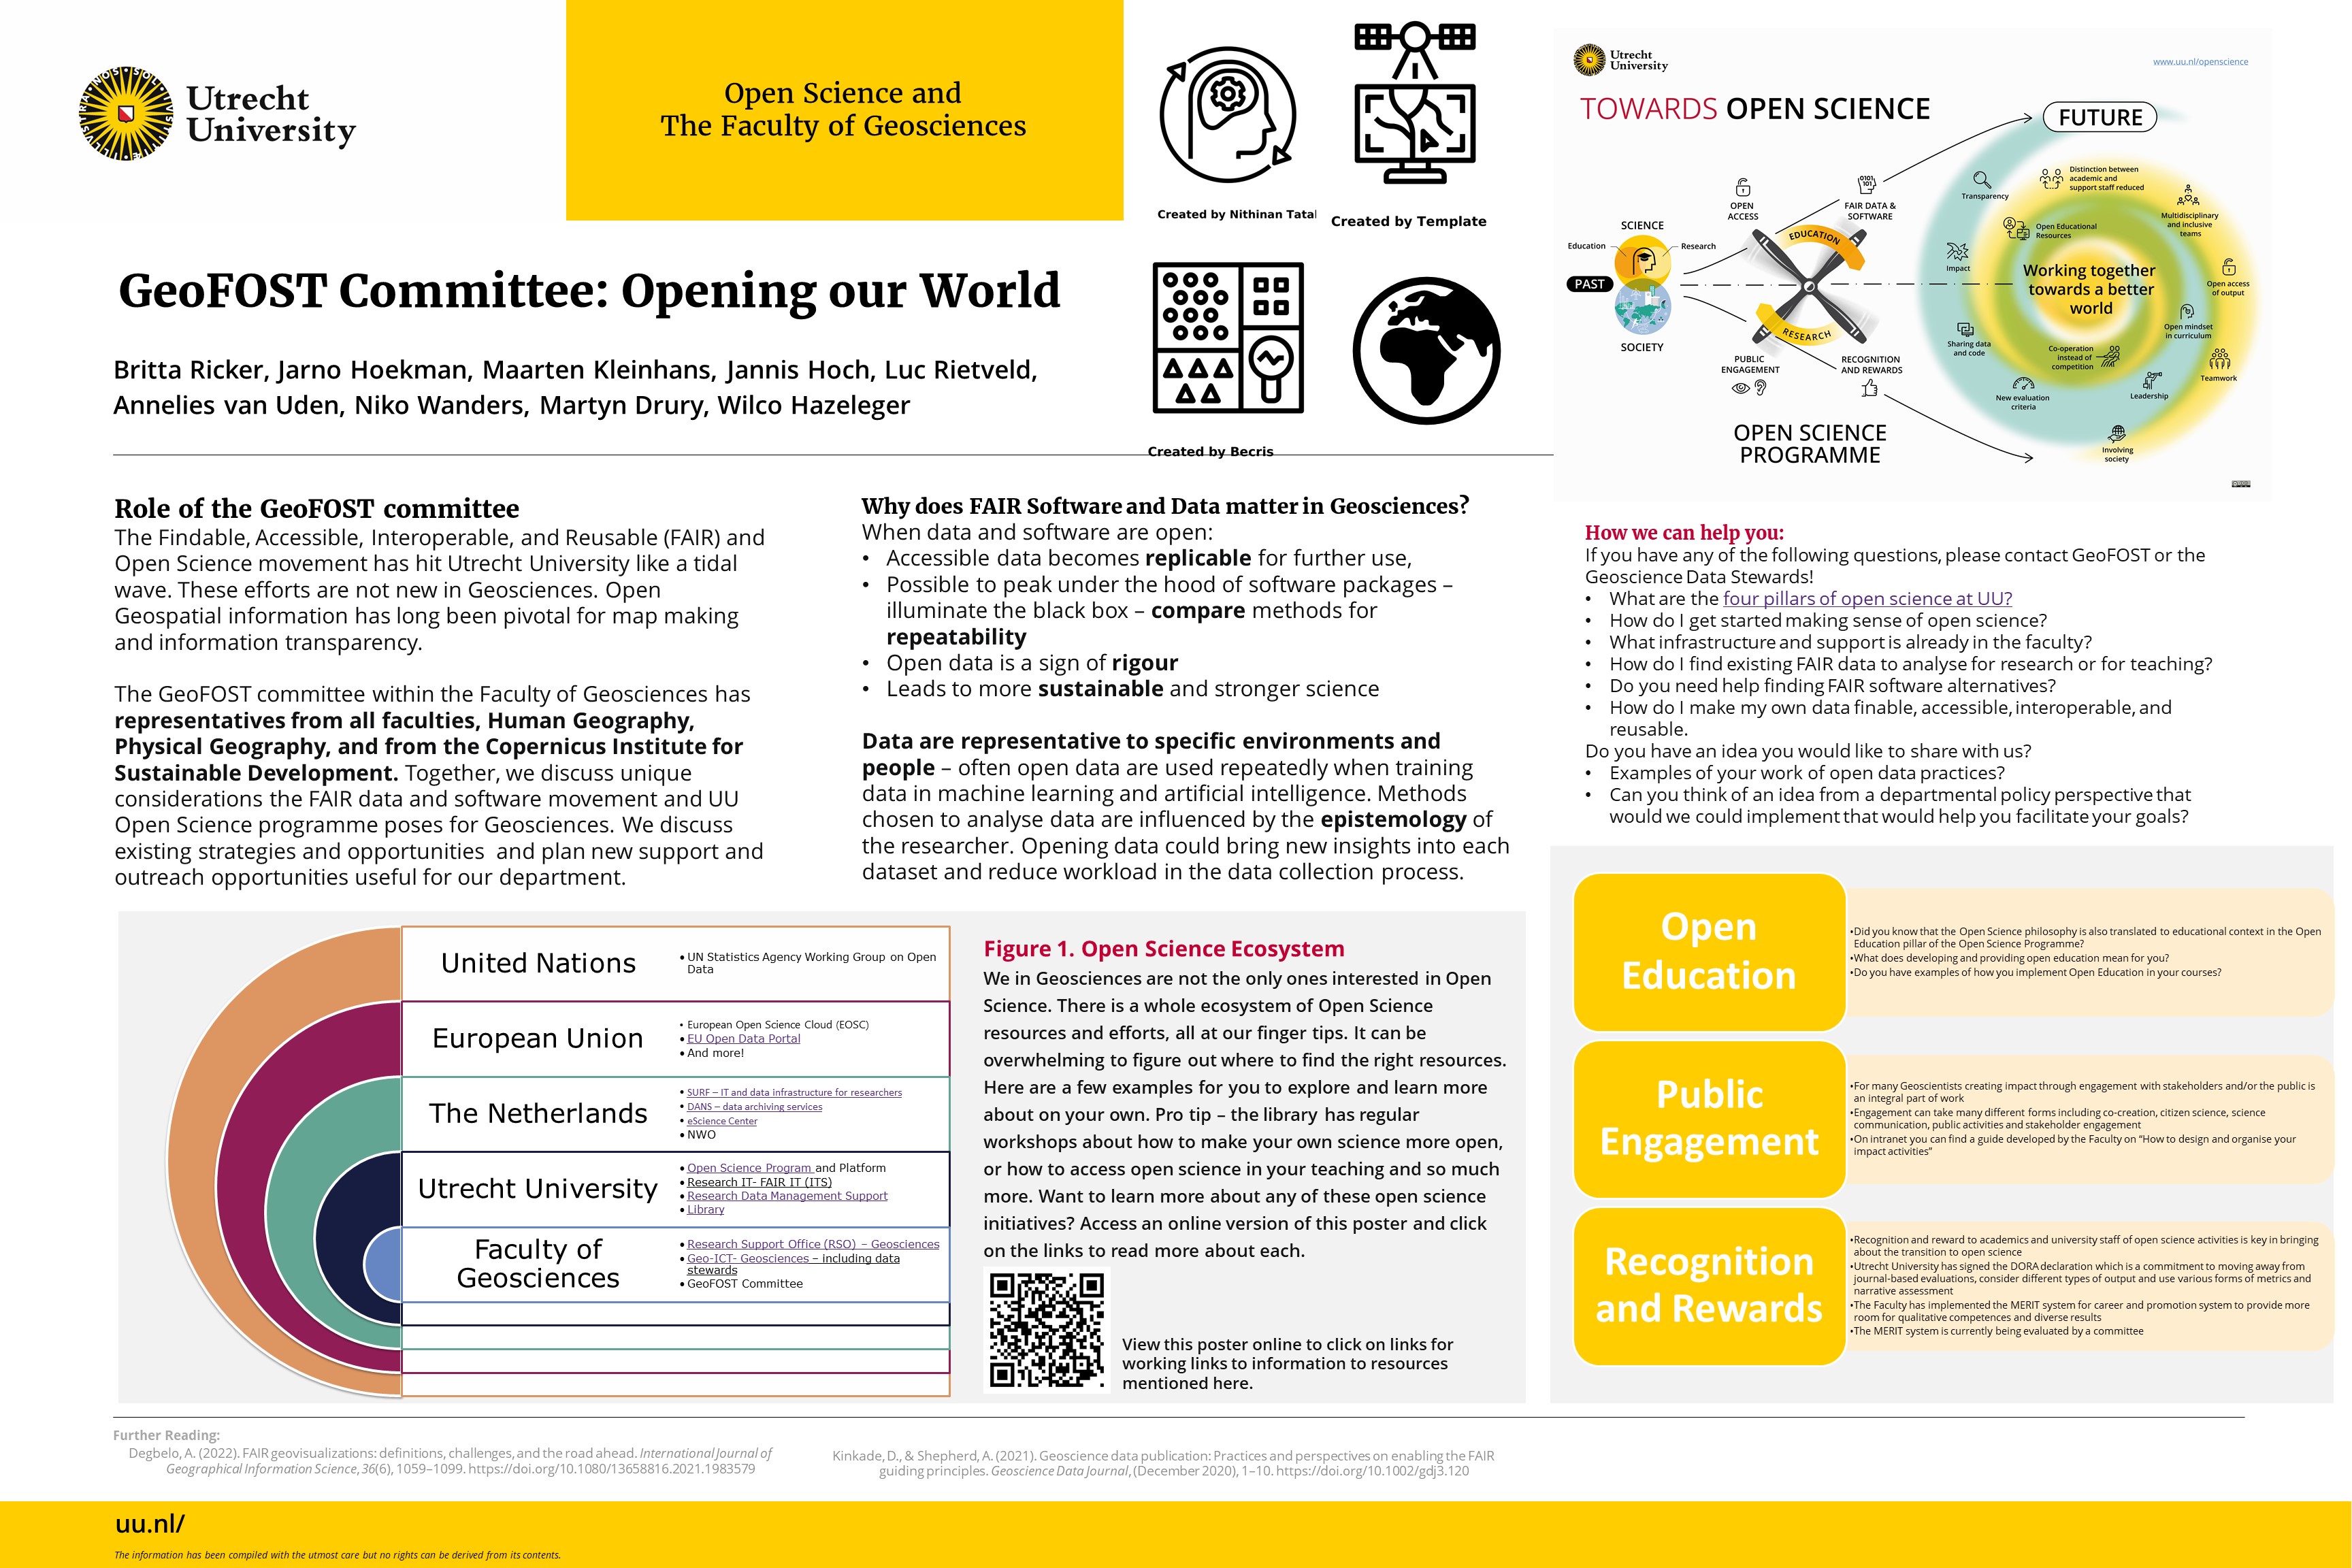 Utrecht
University
Open Science and
The Faculty of Geosciences
Created by Nithinan Tatal
Created by Template
Created by Becris
GeoFOST Committee: Opening our World
Britta Ricker, Jarno Hoekman, Maarten Kleinhans, Jannis Hoch, Luc Rietveld,
Annelies van Uden, Niko Wanders, Martyn Drury, Wilco Hazeleger
Utrecht
University
www.uu.nl/openscience
TOWARDS OPEN SCIENCE
FUTURE
PAST
SCIENCE
Education
Research
SOCIETY
OPEN
ACCESS
FAIR DATA &
SOFTWARE
EDUCATION
RESEARCH
PUBLIC
ENGAGEMENT
RECOGNITION
AND REWARDS
OPEN SCIENCE
PROGRAMME
Transparency
Distinction between
academic and
support staff reduced
Multidisciplinary
and inclusive
teams
Open Educational
Resources
Impact
Working together
towards a better
world
Open access
of output
Open mindset
in curriculum
Sharing data
and code
Co-operation
instead of
competition
Teamwork
New evaluation
criteria
Leadership
Involving
society
Role of the GeoFOST committee
The Findable, Accessible, Interoperable, and Reusable (FAIR) and
Open Science movement has hit Utrecht University like a tidal
wave. These efforts are not new in Geosciences. Open
Geospatial information has long been pivotal for map making
and information transparency.
The GeoFOST committee within the Faculty of Geosciences has
representatives from all faculties, Human Geography,
Physical Geography, and from the Copernicus Institute for
Sustainable Development. Together, we discuss unique
considerations the FAIR data and software movement and UU
Open Science programme poses for Geosciences. We discuss
existing strategies and opportunities and plan new support and
outreach opportunities useful for our department.
Why does FAIR Software and Data matter in Geosciences?
When data and software are open:
• Accessible data becomes replicable for further use,
• Possible to peak under the hood of software packages –
illuminate the black box – compare methods for
repeatability
• Open data is a sign of rigour
• Leads to more sustainable and stronger science
Data are representative to specific environments and
people – often open data are used repeatedly when training
data in machine learning and artificial intelligence. Methods
chosen to analyse data are influenced by the epistemology of
the researcher. Opening data could bring new insights into each
dataset and reduce workload in the data collection process.
How we can help you:
If you have any of the following questions, please contact GeoFOST or the
Geoscience Data Stewards!
• What are the four pillars of open science at UU?
• How do I get started making sense of open science?
• What infrastructure and support is already in the faculty?
• How do I find existing FAIR data to analyse for research or for teaching?
• Do you need help finding FAIR software alternatives?
• How do I make my own data finable, accessible, interoperable, and
reusable.
Do you have an idea you would like to share with us?
• Examples of your work of open data practices?
• Can you think of an idea from a departmental policy perspective that
would we could implement that would help you facilitate your goals?
United Nations
• UN Statistics Agency Working Group on Open
Data
European Union
• European Open Science Cloud (EOSC)
• EU Open Data Portal
• And more!
The Netherlands
• SURF – IT and data infrastructure for researchers
• DANS – data archiving services
• eScience Center
• NWO
Utrecht University
• Open Science Program and Platform
• Research IT- FAIR IT (ITS)
• Research Data Management Support
• Library
Faculty of
Geosciences
• Research Support Office (RSO) – Geosciences
• Geo-ICT- Geosciences – including data
stewards
• GeoFOST Committee
Figure 1. Open Science Ecosystem
We in Geosciences are not the only ones interested in Open
Science. There is a whole ecosystem of Open Science
resources and efforts, all at our finger tips. It can be
overwhelming to figure out where to find the right resources.
Here are a few examples for you to explore and learn more
about on your own. Pro tip – the library has regular
workshops about how to make your own science more open,
or how to access open science in your teaching and so much
more. Want to learn more about any of these open science
initiatives? Access an online version of this poster and click
on the links to read more about each.
View this poster online to click on links for
working links to information to resources
mentioned here.
Open
Education
•Did you know that the Open Science philosophy is also translated to educational context in the Open
Education pillar of the Open Science Programme?
•What does developing and providing open education mean for you?
•Do you have examples of how you implement Open Education in your courses?
Public
Engagement
•For many Geoscientists creating impact through engagement with stakeholders and/or the public is
an integral part of work
•Engagement can take many different forms including co-creation, citizen science, science
communication, public activities and stakeholder engagement
•On intranet you can find a guide developed by the Faculty on “How to design and organise your
impact activities”
Recognition
and Rewards
•Recognition and reward to academics and university staff of open science activities is key in bringing
about the transition to open science
•Utrecht University has signed the DORA declaration which is a commitment to moving away from
journal-based evaluations, consider different types of output and use various forms of metrics and
narrative assessment
•The Faculty has implemented the MERIT system for career and promotion system to provide more
room for qualitative competences and diverse results
•The MERIT system is currently being evaluated by a committee
Further Reading:
Degbelo, A. (2022). FAIR geovisualizations: definitions, challenges, and the road ahead. International Journal of
Geographical Information Science, 36(6), 1059–1099. https://doi.org/10.1080/13658816.2021.1983579
Kinkade, D., & Shepherd, A. (2021). Geoscience data publication: Practices and perspectives on enabling the FAIR
guiding principles. Geoscience Data Journal, (December 2020), 1–10. https://doi.org/10.1002/gdj3.120
uu.nl/
The information has been compiled with the utmost care but no rights can be derived from its contents.